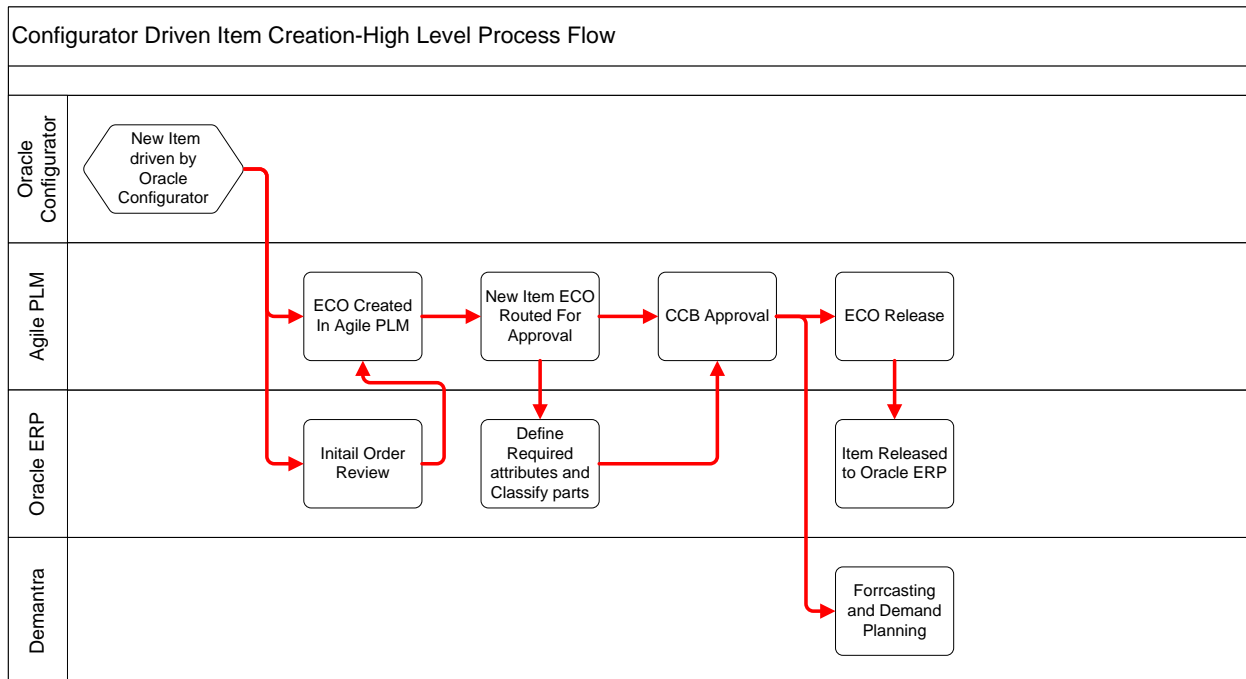 Configurator Driven Item Creation-High Level Process Flow
Oracle
Configurator
New Item
driven by
Oracle
Configurator
Agile PLM
ECO Created
In Agile PLM
New Item ECO
Routed For
Approval
CCB Approval
ECO Release
Oracle ERP
Initail Order
Review
Define
Required
attributes and
Classify parts
Item Released
to Oracle ERP
Demantra
Forrcasting
and Demand
Planning